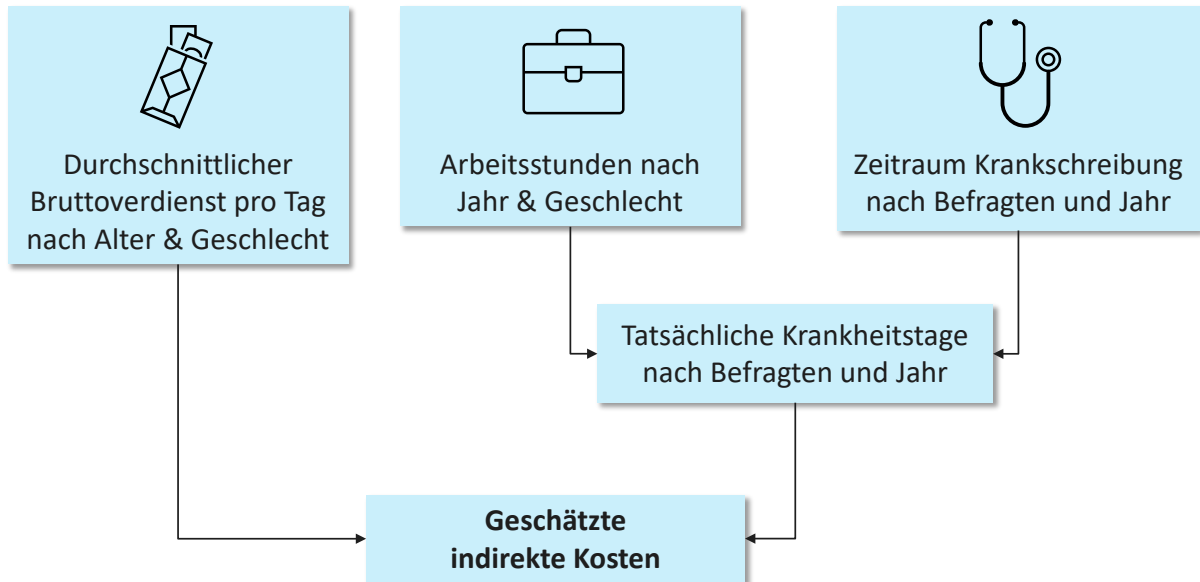 Durchschnittlicher
Bruttoverdienst pro Tag
nach Alter & Geschlecht
Arbeitsstunden nach
Jahr & Geschlecht
Zeitraum Krankschreibung
nach Befragten und Jahr
Tatsächliche Krankheitstage
nach Befragten und Jahr
Geschätzte
indirekte Kosten